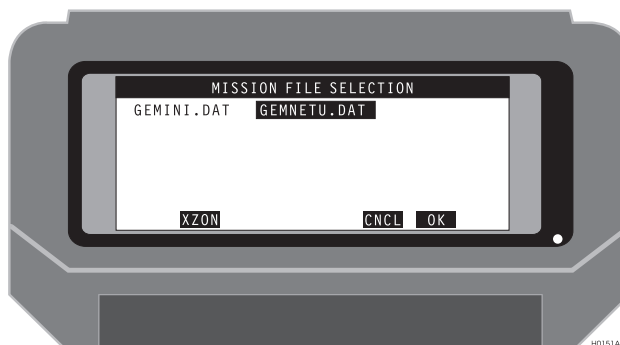 MISSION FILE SELECTION
GEMINI.DAT GEMNETU.DAT
XZON CNCL OK
H0151A